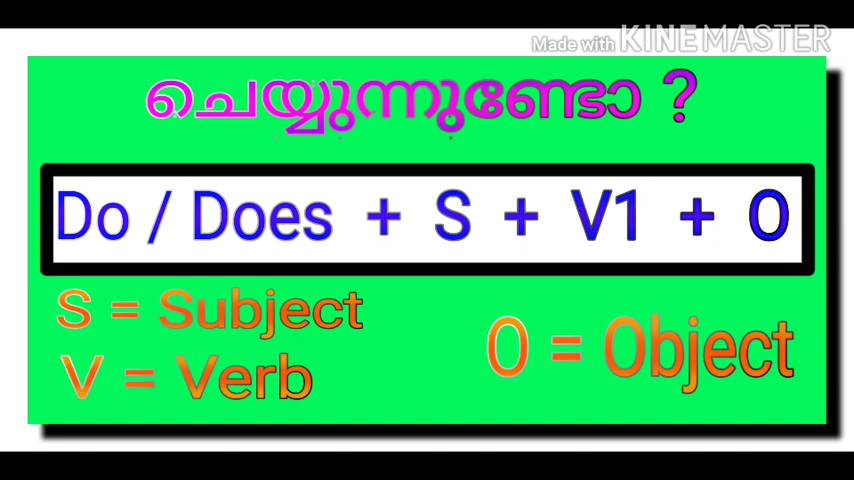 Made with KINEMASTER
ചെയ്യുന്നുണ്ടോ ?
Do / Does + S + V1 + O
S = Subject
V = Verb
O = Object